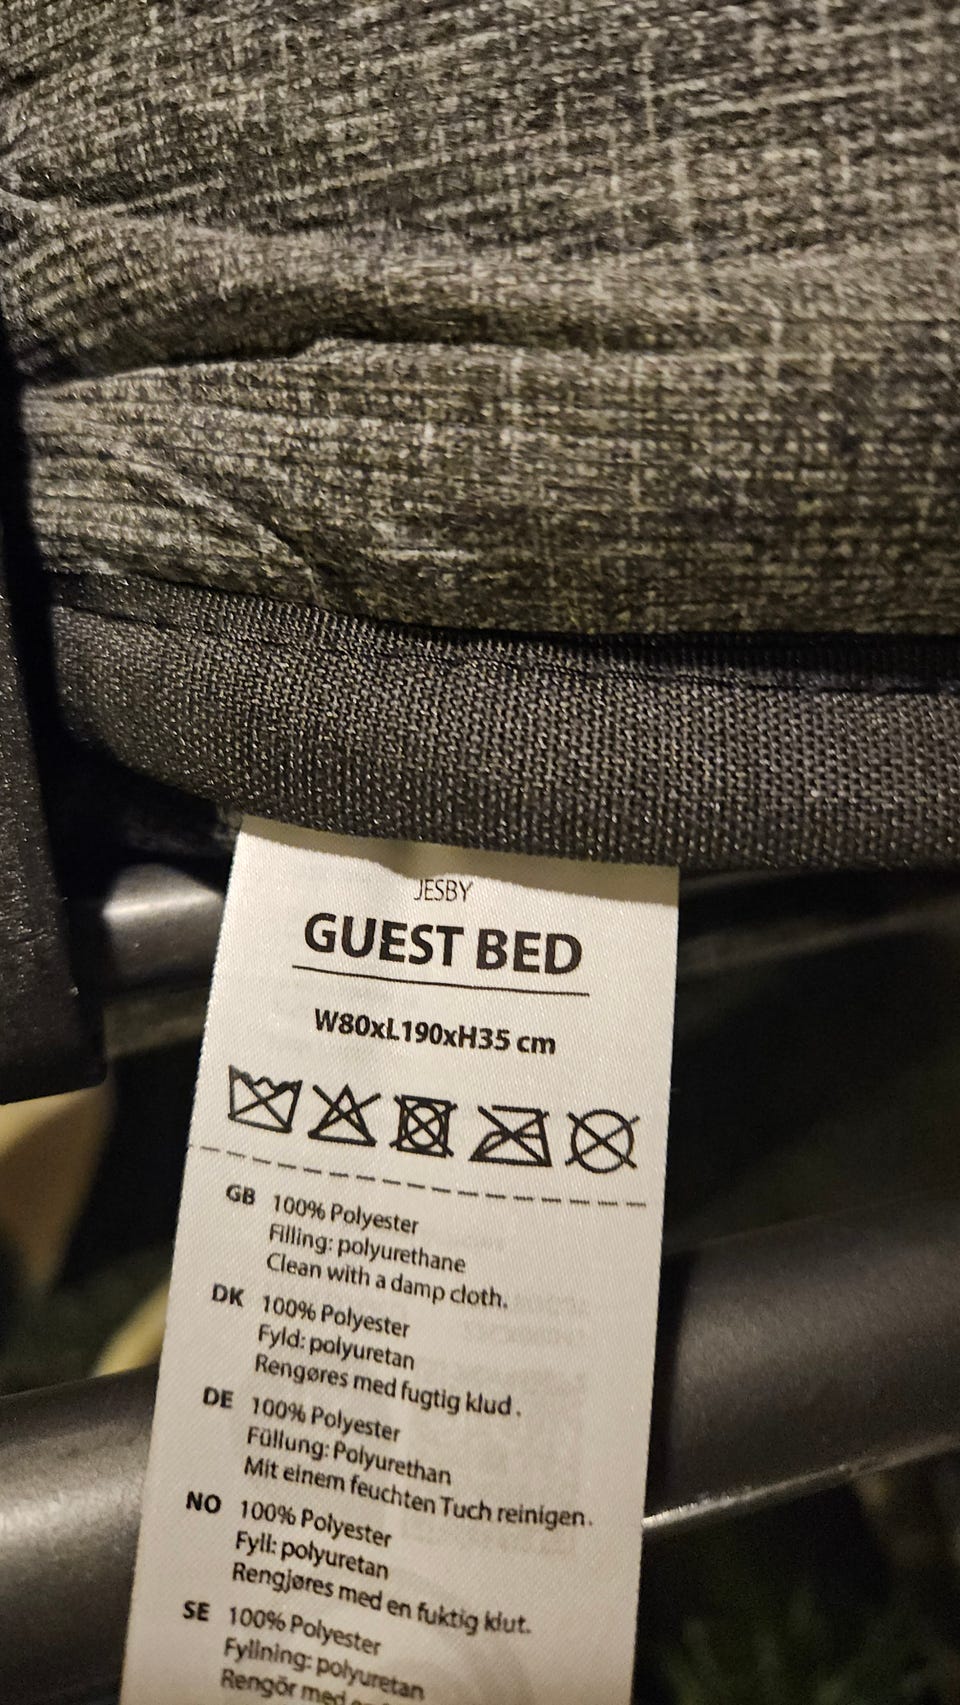 JESBY
GUEST BED
W80xL190xH35 cm
GB 100% Polyester
Filling: polyurethane
Clean with a damp cloth.
DK 100% Polyester
Fyld: polyuretan
Rengøres med fugtig klud .
DE 100% Polyester
Füllung: Polyurethan
Mit einem feuchten Tuch reinigen.
NO 100% Polyester
Fyll: polyuretan
Rengjøres med en fuktig klut.
SE 100% Polyester
Fyllning: polyuretan
Rengör med